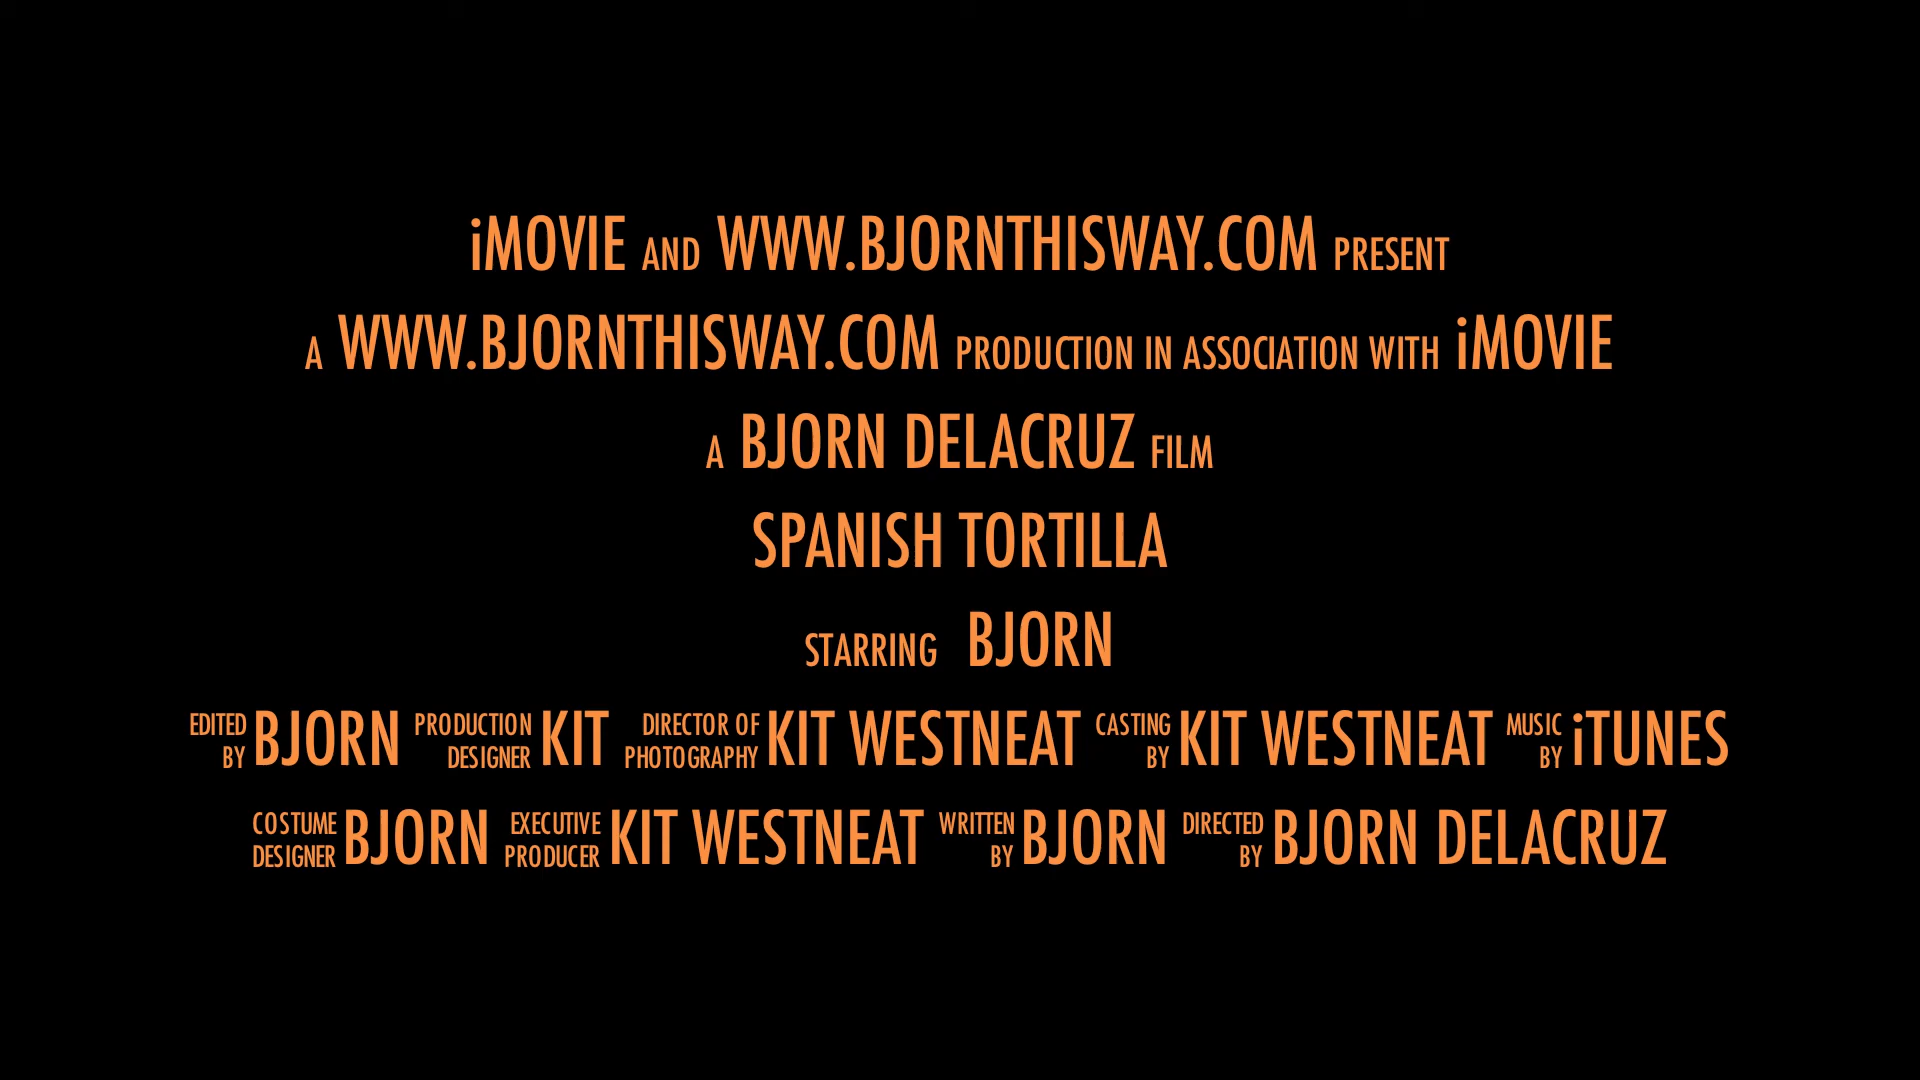 iMOVIE AND WWW.BJORNTHISWAY.COM PRESENT
A WWW.BJORNTHISWAY.COM PRODUCTION IN ASSOCIATION WITH iMOVIE
A BJORN DELACRUZ FILM
SPANISH TORTILLA
STARRING BJORN
EDITED BY BJORN PRODUCTION DESIGNER KIT DIRECTOR OF PHOTOGRAPHY KIT WESTNEAT CASTING BY KIT WESTNEAT MUSIC BY iTUNES
COSTUME DESIGNER BJORN EXECUTIVE PRODUCER KIT WESTNEAT WRITTEN BY BJORN DIRECTED BY BJORN DELACRUZ